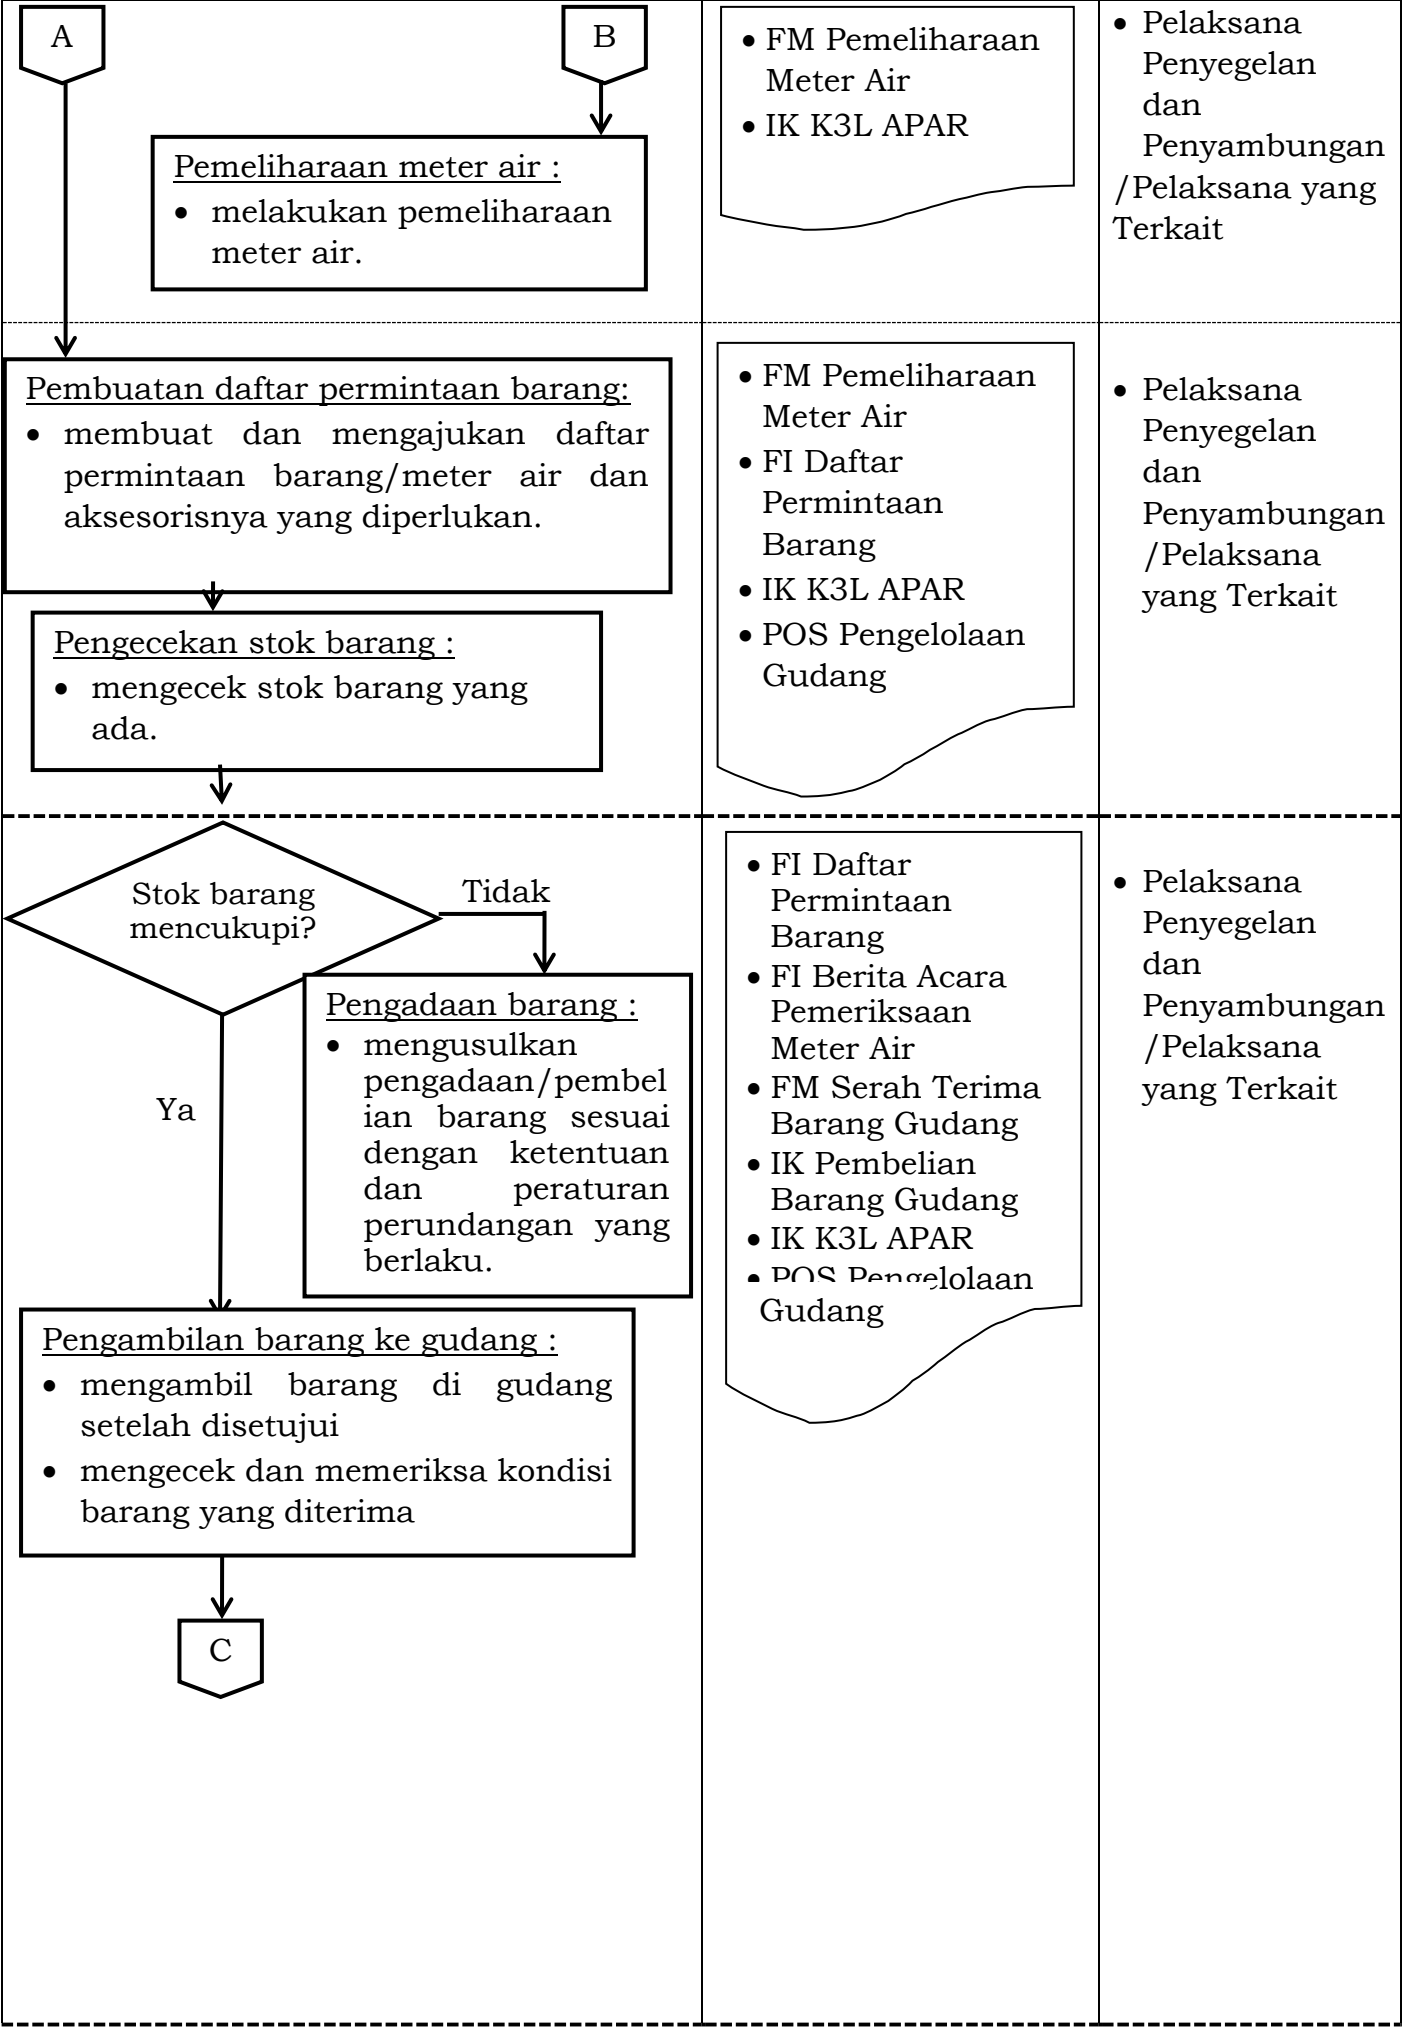 A
B
Pemeliharaan meter air :
• melakukan pemeliharaan
meter air.
• FM Pemeliharaan
Meter Air
• IK K3L APAR
• Pelaksana
Penyegelan
dan
Penyambungan
/Pelaksana yang
Terkait
Pembuatan daftar permintaan barang:
• membuat dan mengajukan daftar
permintaan barang/meter air dan
aksesorisnya yang diperlukan.
Pengecekan stok barang :
• mengecek stok barang yang
ada.
• FM Pemeliharaan
Meter Air
• FI Daftar
Permintaan
Barang
• IK K3L APAR
• POS Pengelolaan
Gudang
• Pelaksana
Penyegelan
dan
Penyambungan
/Pelaksana
yang Terkait
Stok barang
mencukupi?
Tidak
Ya
Pengadaan barang :
• mengusulkan
pengadaan/pembel
ian barang sesuai
dengan ketentuan
dan peraturan
perundangan yang
berlaku.
Pengambilan barang ke gudang :
• mengambil barang di gudang
setelah disetujui
• mengecek dan memeriksa kondisi
barang yang diterima
C
• FI Daftar
Permintaan
Barang
• FI Berita Acara
Pemeriksaan
Meter Air
• FM Serah Terima
Barang Gudang
• IK Pembelian
Barang Gudang
• IK K3L APAR
• POS Pengelolaan
Gudang
• Pelaksana
Penyegelan
dan
Penyambungan
/Pelaksana
yang Terkait